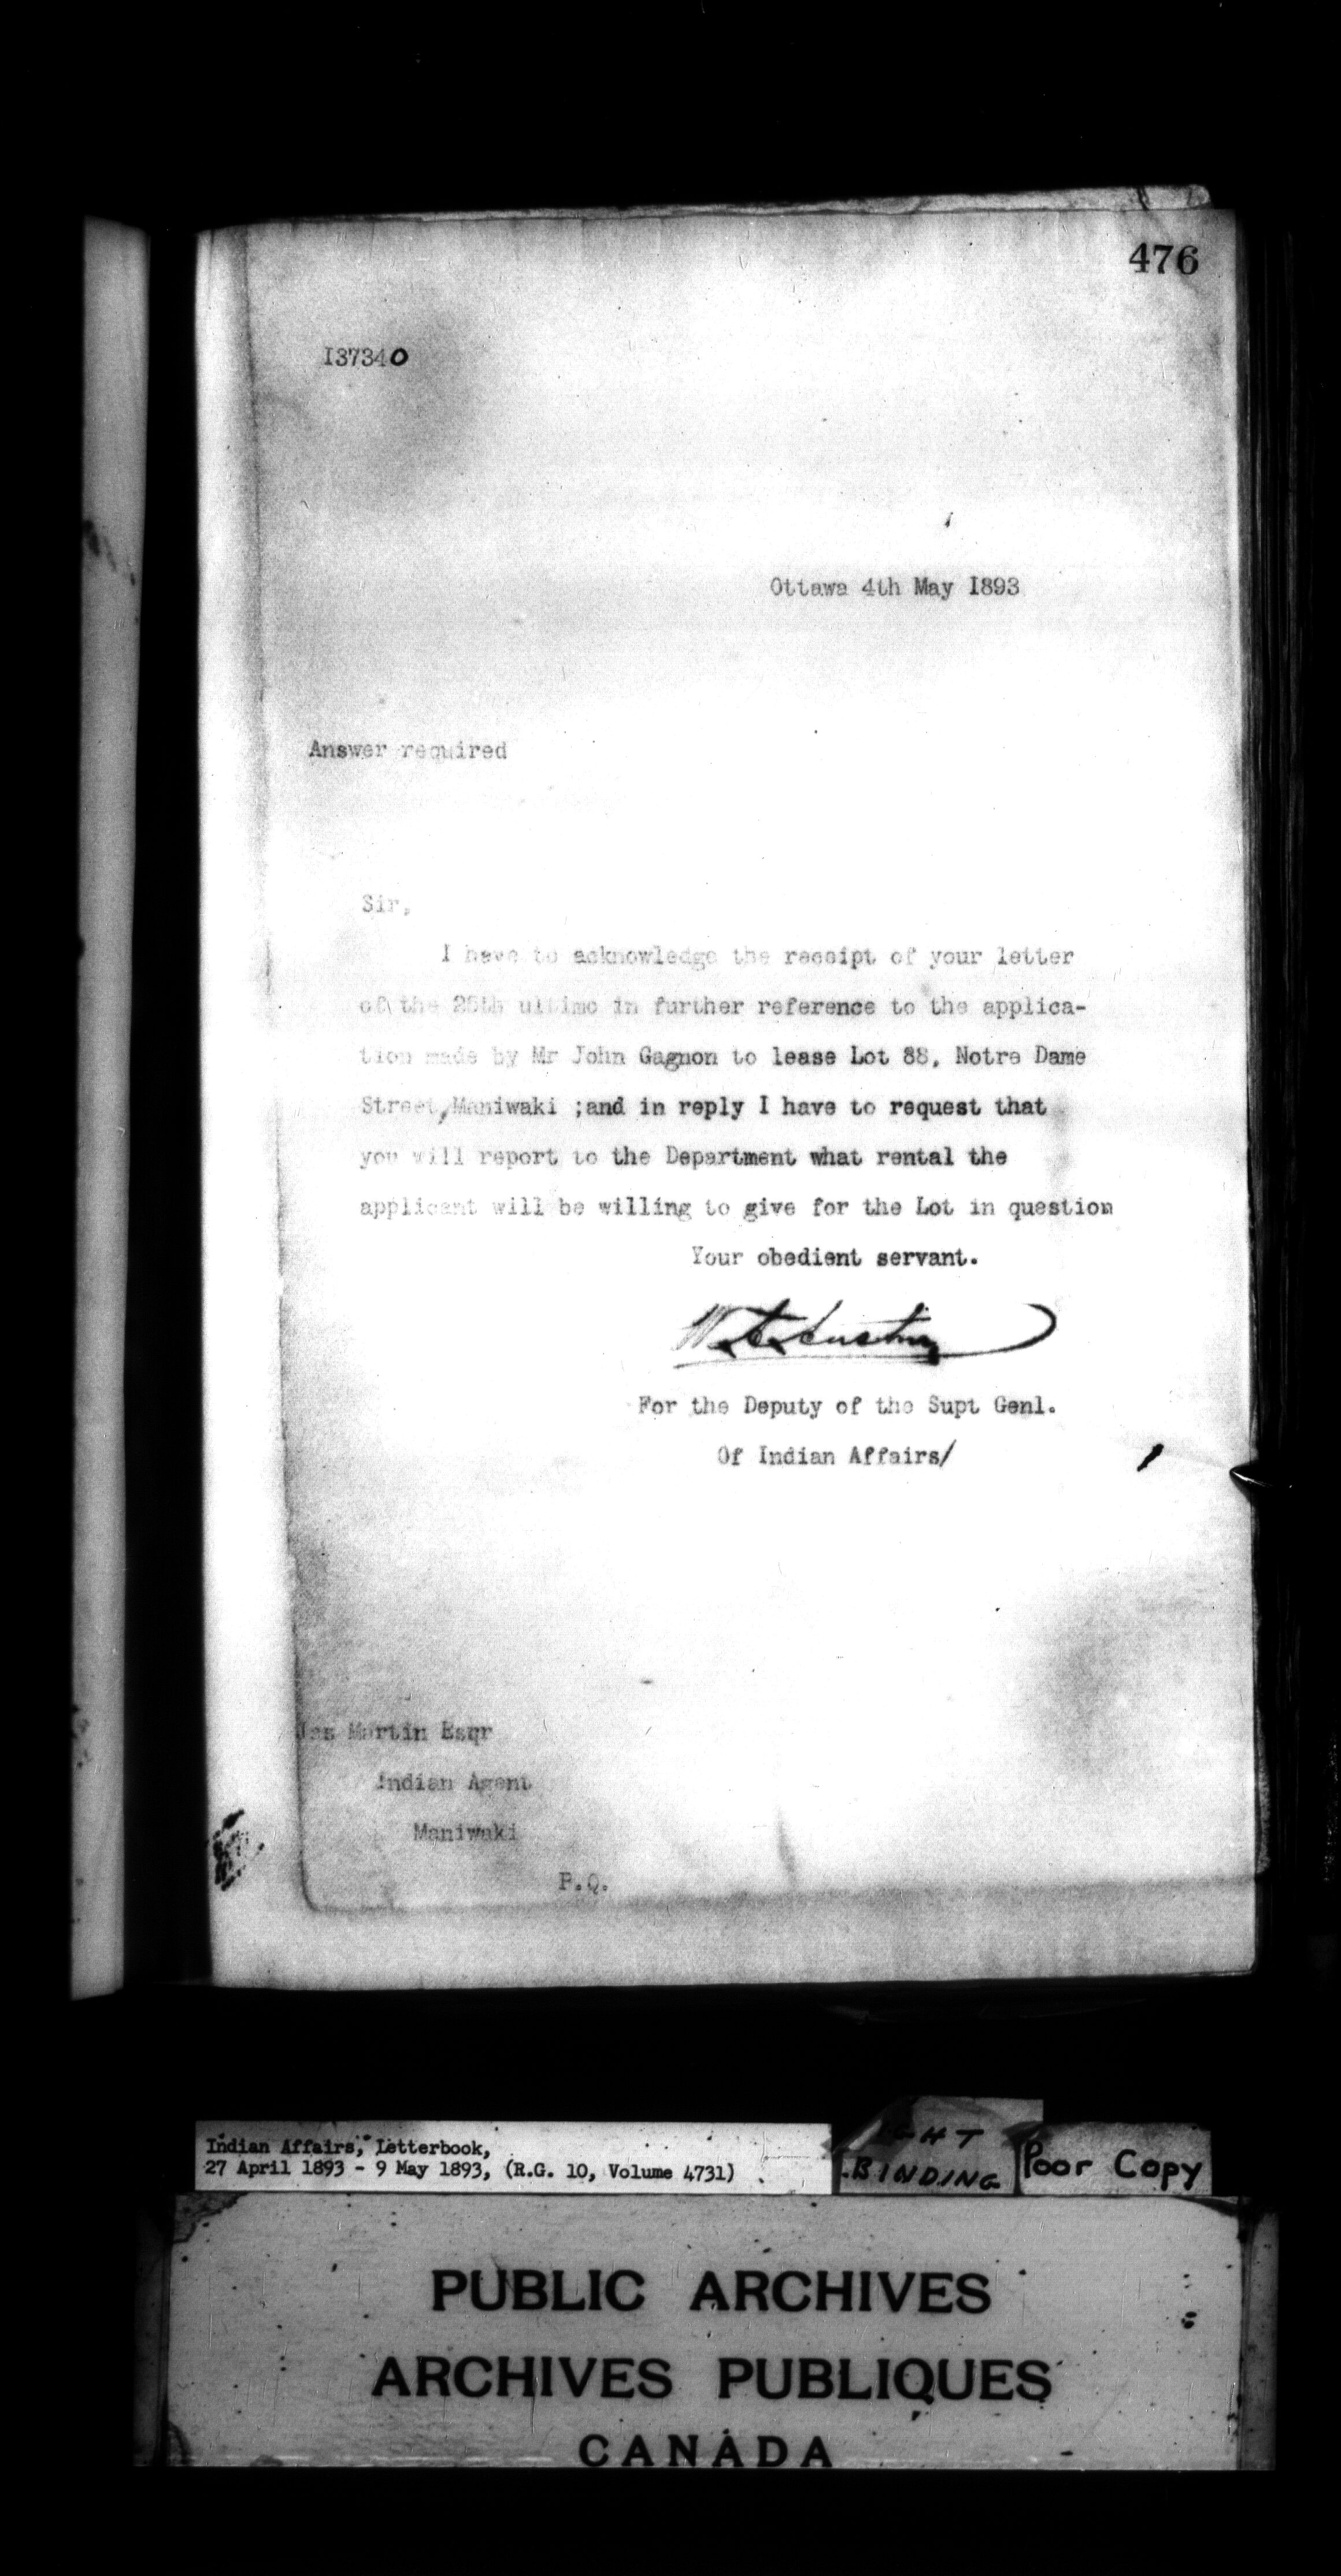 476
I37340
Ottawa 4th May I893
Answer required
Sir,
I have to acknowledge the receipt of your letter
of the 25th ultimo in further reference to the applica-
tion made by Mr John Gagnon to lease Lot 88, Notre Dame
Street, Maniwaki ;and in reply I have to request that
you will report to the Department what rental the
applicant will be willing to give for the Lot in question
Your obedient servant.
For the Deputy of the Supt Genl.
Of Indian Affairs/
Jas Martin Esqr
Indian Agent
Maniwaki
P.Q.
Indian Affairs, Letterbook,
27 April 1893 - 9 May 1893, (R.G. 10, Volume 4731)
BINDING
Poor Copy
PUBLIC ARCHIVES
ARCHIVES PUBLIQUES
CANADA